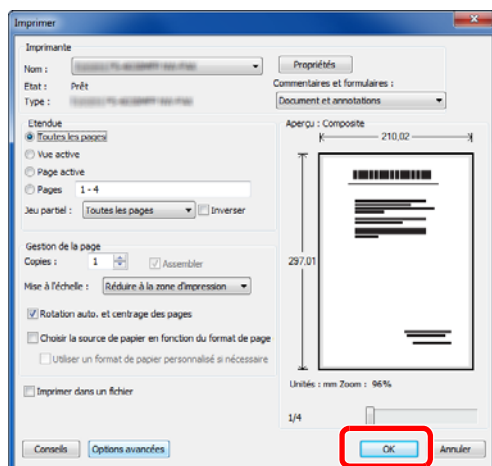 Imprimer
Imprimante
Nom :
Propriétés
Etat : Prêt
Commentaires et formulaires :
Type :
Document et annotations
Etendue
Aperçu : Composite
Toutes les pages
210,02
Vue active
Page active
Pages 1 - 4
Jeu partiel : Toutes les pages Inverser
Gestion de la page
Copies : 1 Assembler
297,01
Mise à l'échelle : Réduire à la zone d'impression
Rotation auto. et centrage des pages
Choisir la source de papier en fonction du format de page
Utiliser un format de papier personnalisé si nécessaire
Imprimer dans un fichier
Unités : mm Zoom : 96%
1/4
Conseils Options avancées OK Annuler